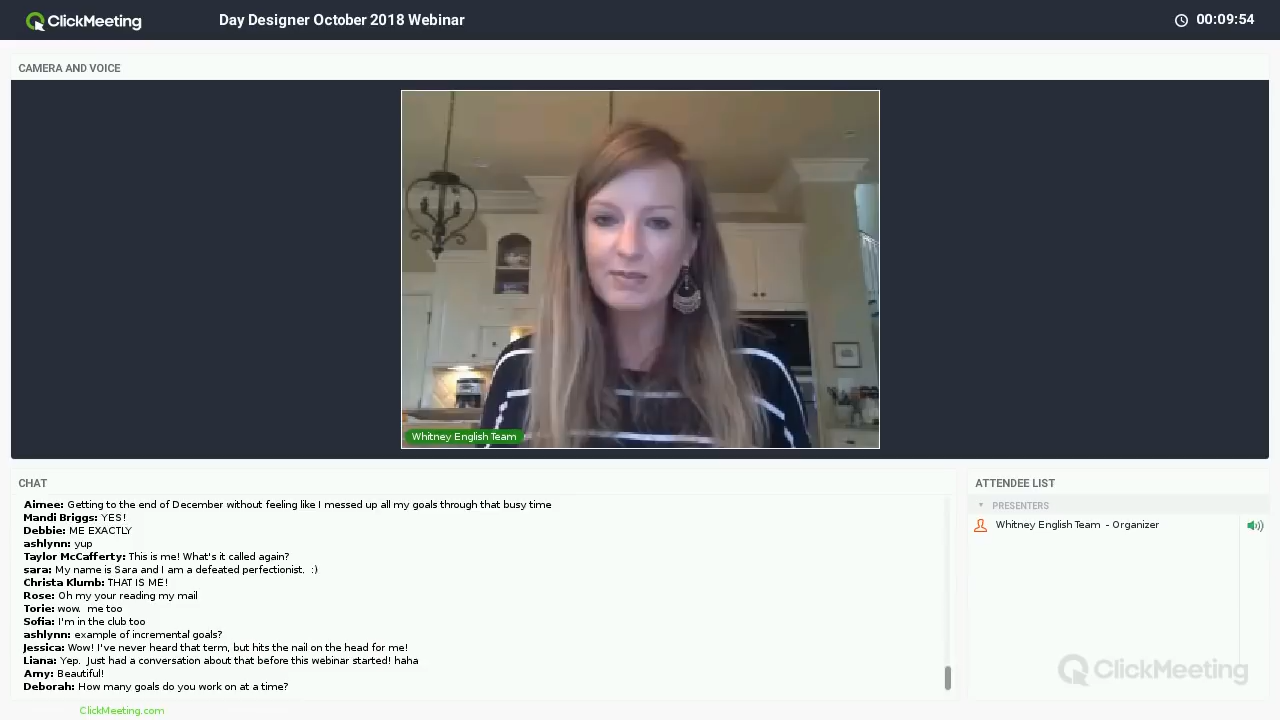 ClickMeeting
Day Designer October 2018 Webinar
00:09:54
CAMERA AND VOICE
Whitney English Team
CHAT
Aimee: Getting to the end of December without feeling like I messed up all my goals through that busy time
Mandi Briggs: YES!
Debbie: ME EXACTLY
ashlynn: yup
Taylor McCafferty: This is me! What's it called again?
sara: My name is Sara and I am a defeated perfectionist.  :)
Christa Klumb: THAT IS ME!
Rose: Oh my your reading my mail
Torie: wow.  me too
Sofia: I'm in the club too
ashlynn: example of incremental goals?
Jessica: Wow! I've never heard that term, but hits the nail on the head for me!
Liana: Yep.  Just had a conversation about that before this webinar started! haha
Amy: Beautiful!
Deborah: How many goals do you work on at a time?
ATTENDEE LIST
PRESENTERS
Whitney English Team - Organizer
ClickMeeting
ClickMeeting.com